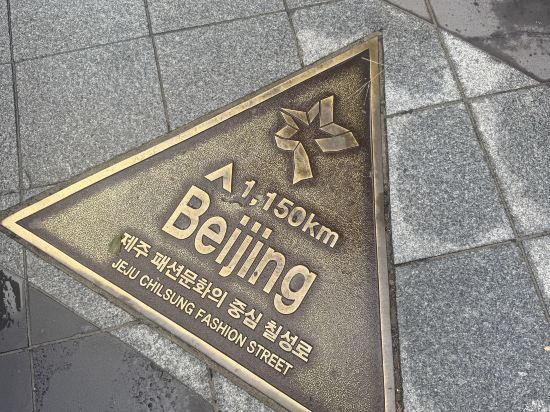 1,150km
Beijing
제주 패션문화의 중심 칠성로
JEJU CHILSUNG FASHION STREET